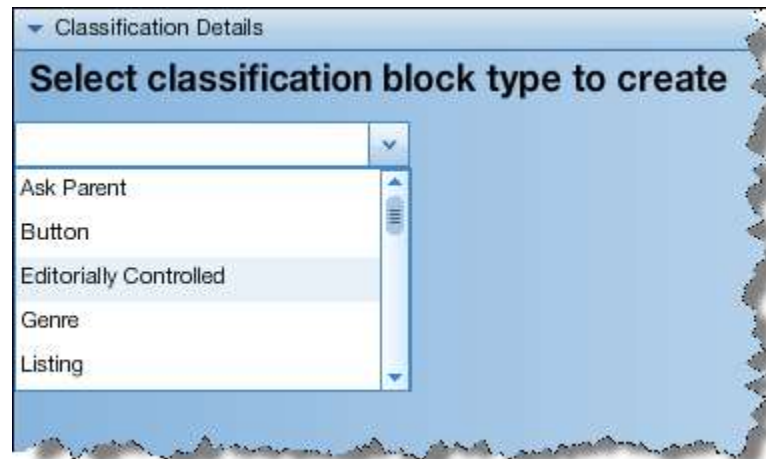 Classification Details
Select classification block type to create
Ask Parent
Button
Editorially Controlled
Genre
Listing